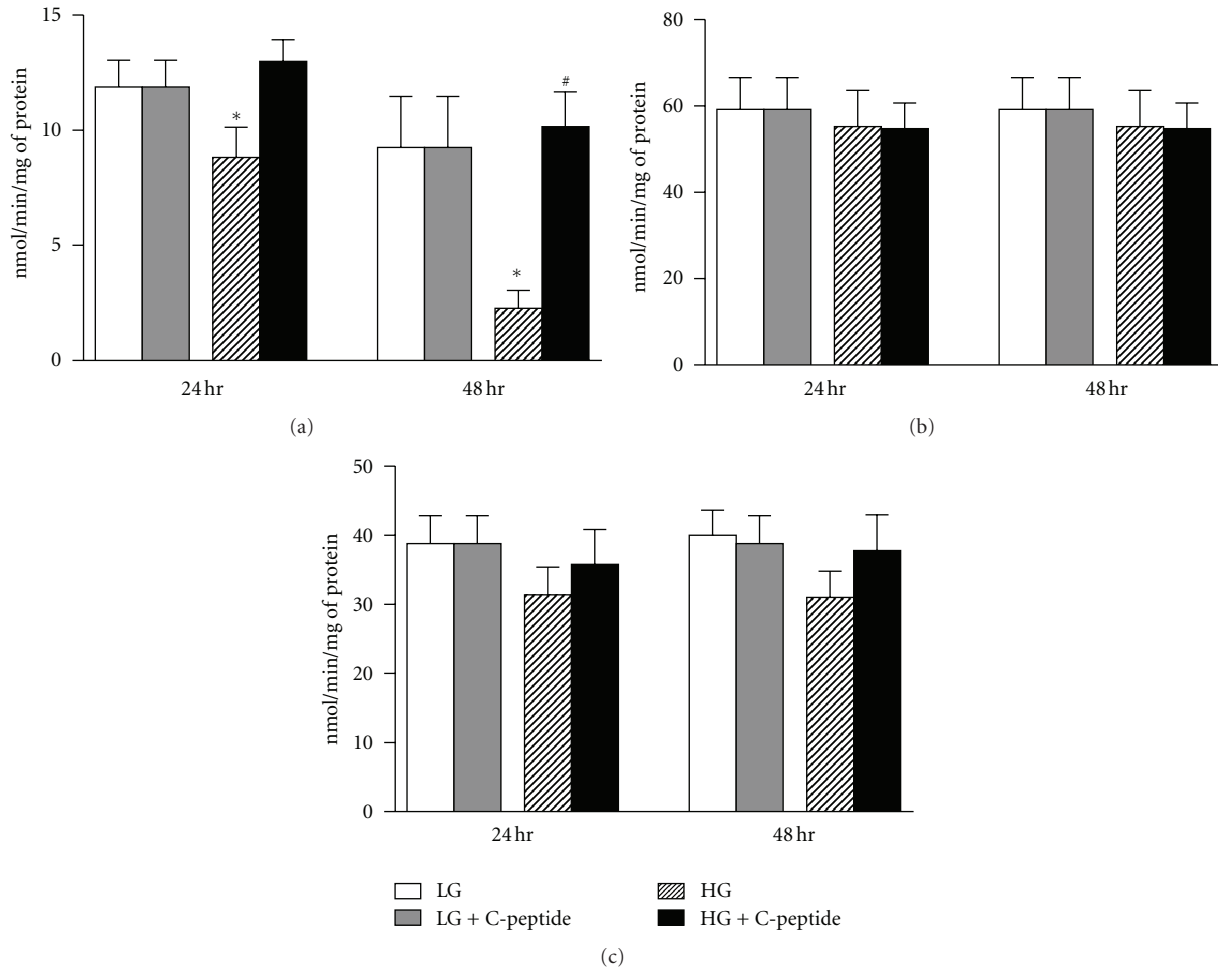 15
10
5
0
nmol/min/mg of protein
*
*
#
24 hr
48 hr
(a)
80
60
40
20
0
nmol/min/mg of protein
24 hr
48 hr
(b)
50
40
30
20
10
0
nmol/min/mg of protein
24 hr
48 hr
LG
HG
LG + C-peptide
HG + C-peptide
(c)